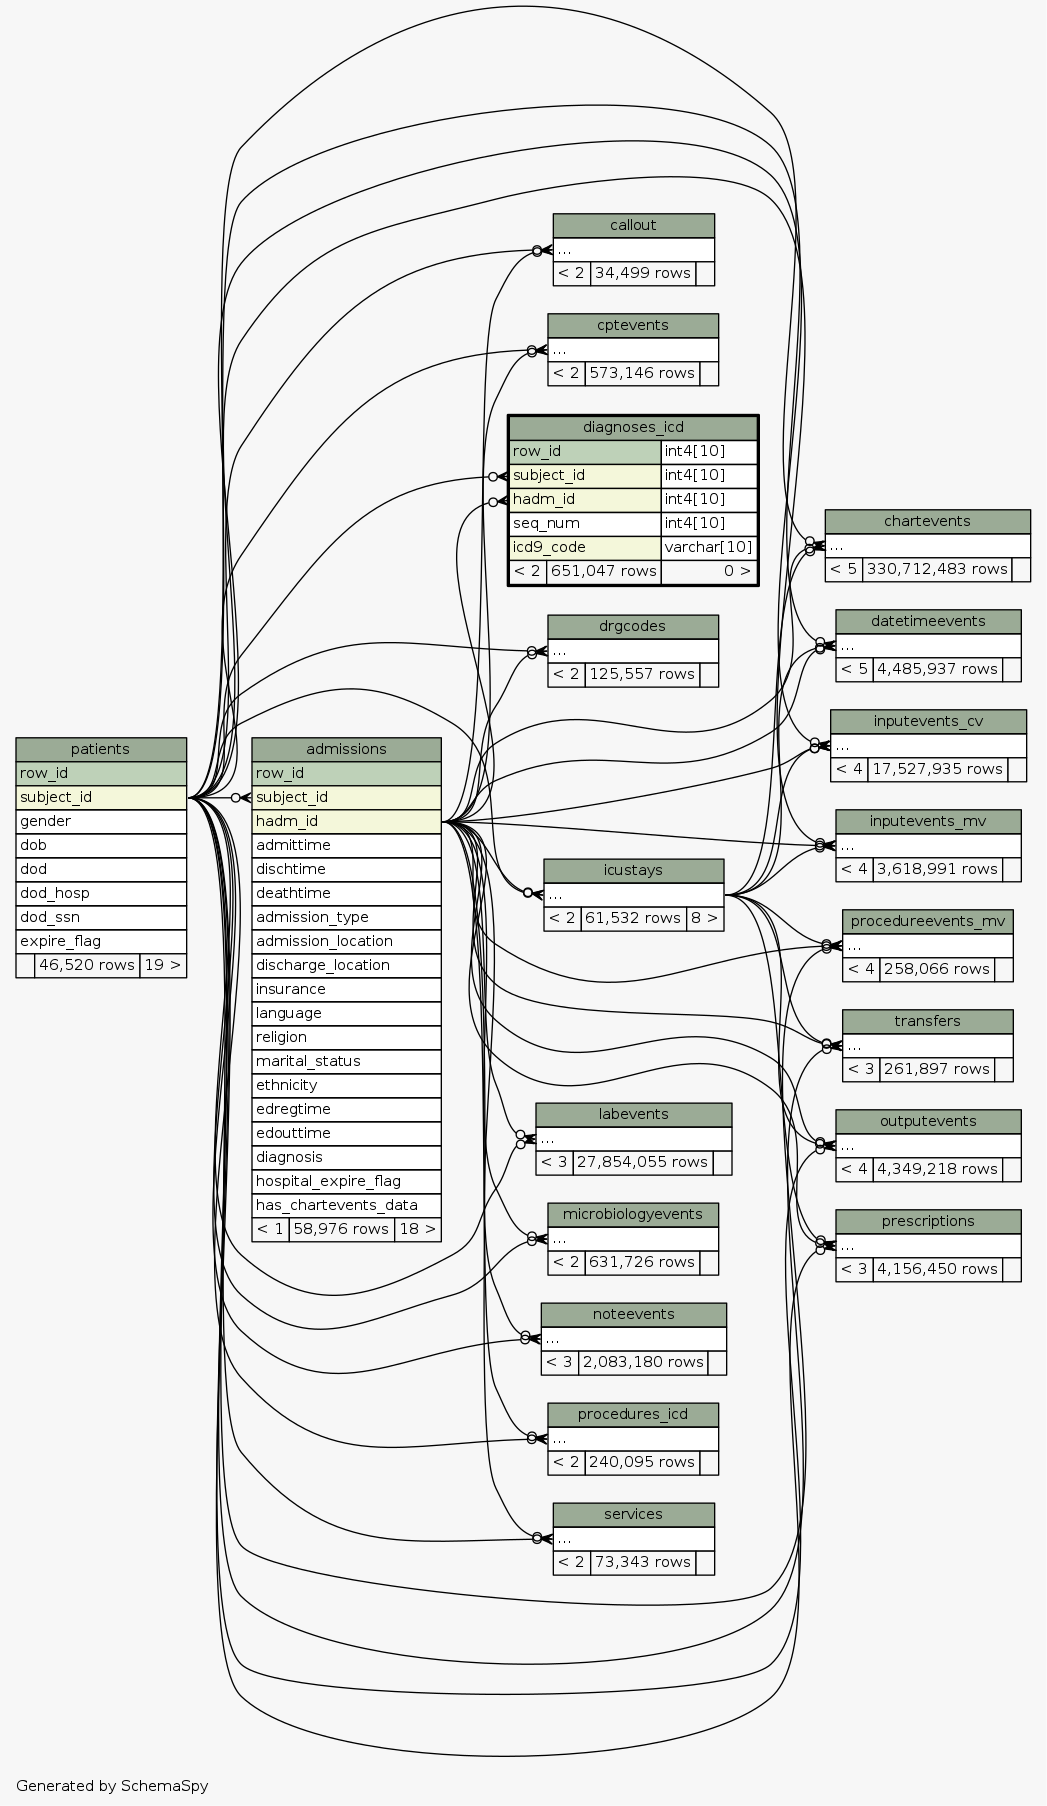 callout
...
< 2 34,499 rows
cptevents
...
< 2 573,146 rows
diagnoses_icd
row_id int4[10]
subject_id int4[10]
hadm_id int4[10]
seq_num int4[10]
icd9_code varchar[10]
< 2 651,047 rows 0 >
chartevents
...
< 5 330,712,483 rows
datetimeevents
...
< 5 4,485,937 rows
drgcodes
...
< 2 125,557 rows
inputevents_cv
...
< 4 17,527,935 rows
patients
row_id
subject_id
gender
dob
dod
dod_hosp
dod_ssn
expire_flag
46,520 rows 19 >
admissions
row_id
subject_id
hadm_id
admittime
dischtime
deathtime
admission_type
admission_location
discharge_location
insurance
language
religion
marital_status
ethnicity
edregtime
edouttime
diagnosis
hospital_expire_flag
has_chartevents_data
< 1 58,976 rows 18 >
inputevents_mv
...
< 4 3,618,991 rows
icustays
...
< 2 61,532 rows 8 >
procedureevents_mv
...
< 4 258,066 rows
transfers
...
< 3 261,897 rows
labevents
...
< 3 27,854,055 rows
outputevents
...
< 4 4,349,218 rows
microbiologyevents
...
< 2 631,726 rows
prescriptions
...
< 3 4,156,450 rows
noteevents
...
< 3 2,083,180 rows
procedures_icd
...
< 2 240,095 rows
services
...
< 2 73,343 rows
Generated by SchemaSpy